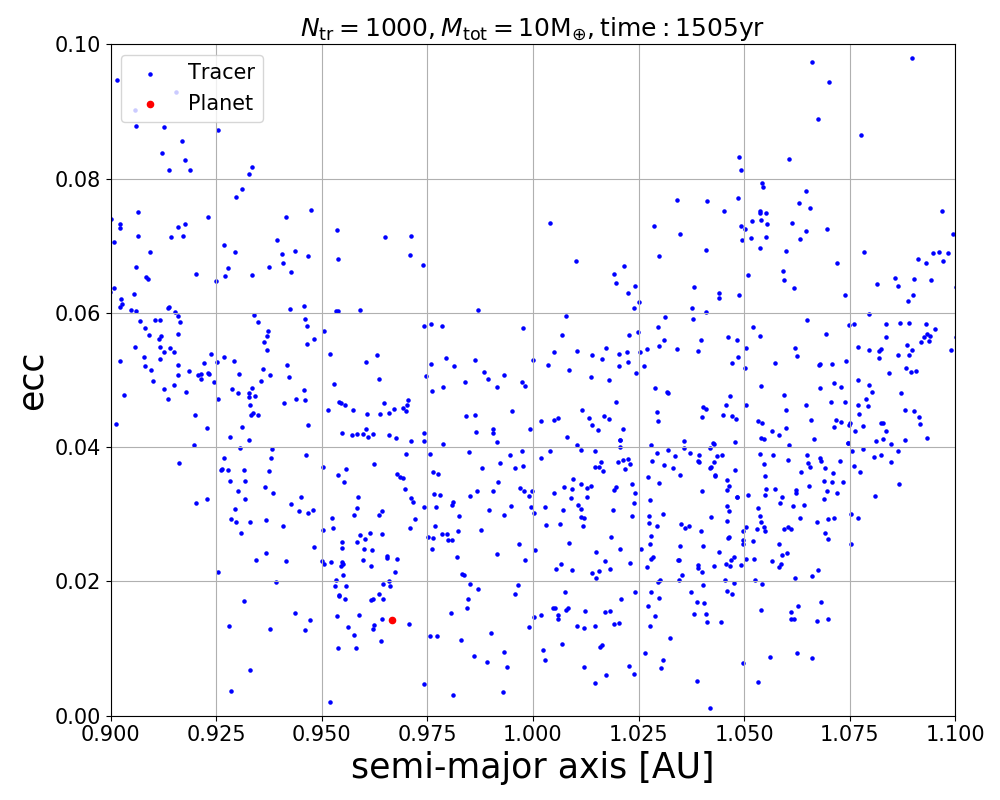 N_tr = 1000, M_tot = 10M_⊕, time : 1505yr
Tracer
Planet
ecc
0.10
0.08
0.06
0.04
0.02
0.00
0.900 0.925 0.950 0.975 1.000 1.025 1.050 1.075 1.100
semi-major axis [AU]